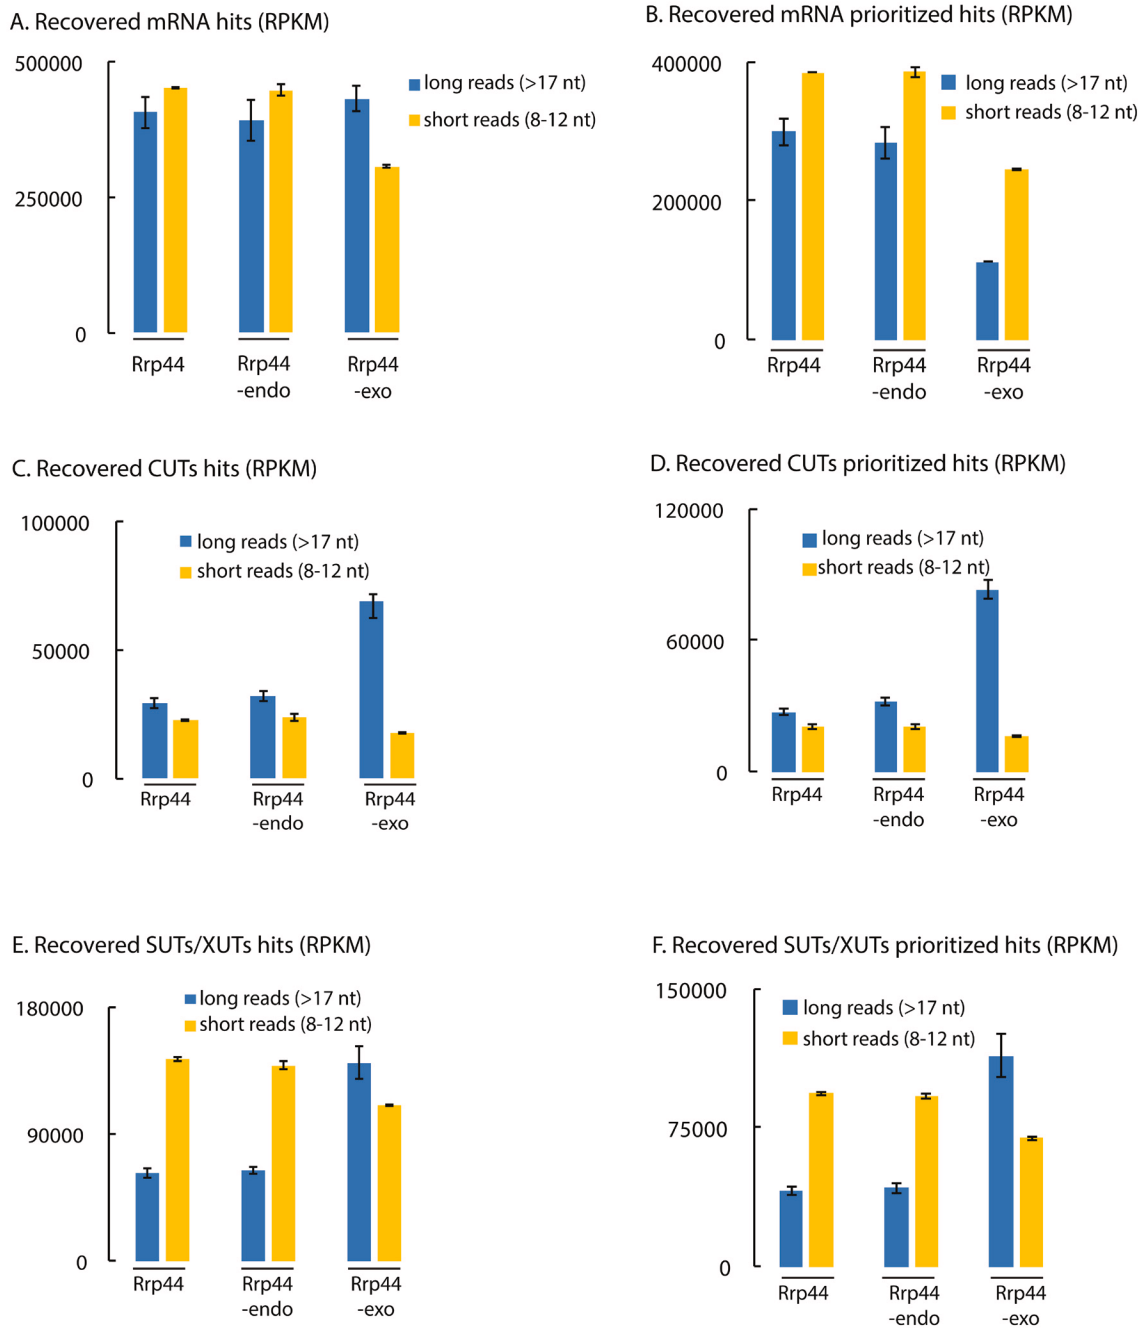 A. Recovered mRNA hits (RPKM)
500000
250000
0
long reads (>17 nt)
short reads (8-12 nt)
Rrp44
Rrp44
-endo
Rrp44
-exo
B. Recovered mRNA prioritized hits (RPKM)
400000
200000
0
long reads (>17 nt)
short reads (8-12 nt)
Rrp44
Rrp44
-endo
Rrp44
-exo
C. Recovered CUTs hits (RPKM)
100000
50000
0
long reads (>17 nt)
short reads (8-12 nt)
Rrp44
Rrp44
-endo
Rrp44
-exo
D. Recovered CUTs prioritized hits (RPKM)
120000
60000
0
long reads (>17 nt)
short reads (8-12 nt)
Rrp44
Rrp44
-endo
Rrp44
-exo
E. Recovered SUTs/XUTs hits (RPKM)
180000
90000
0
long reads (>17 nt)
short reads (8-12 nt)
Rrp44
Rrp44
-endo
Rrp44
-exo
F. Recovered SUTs/XUTs prioritized hits (RPKM)
150000
75000
0
long reads (>17 nt)
short reads (8-12 nt)
Rrp44
Rrp44
-endo
Rrp44
-exo